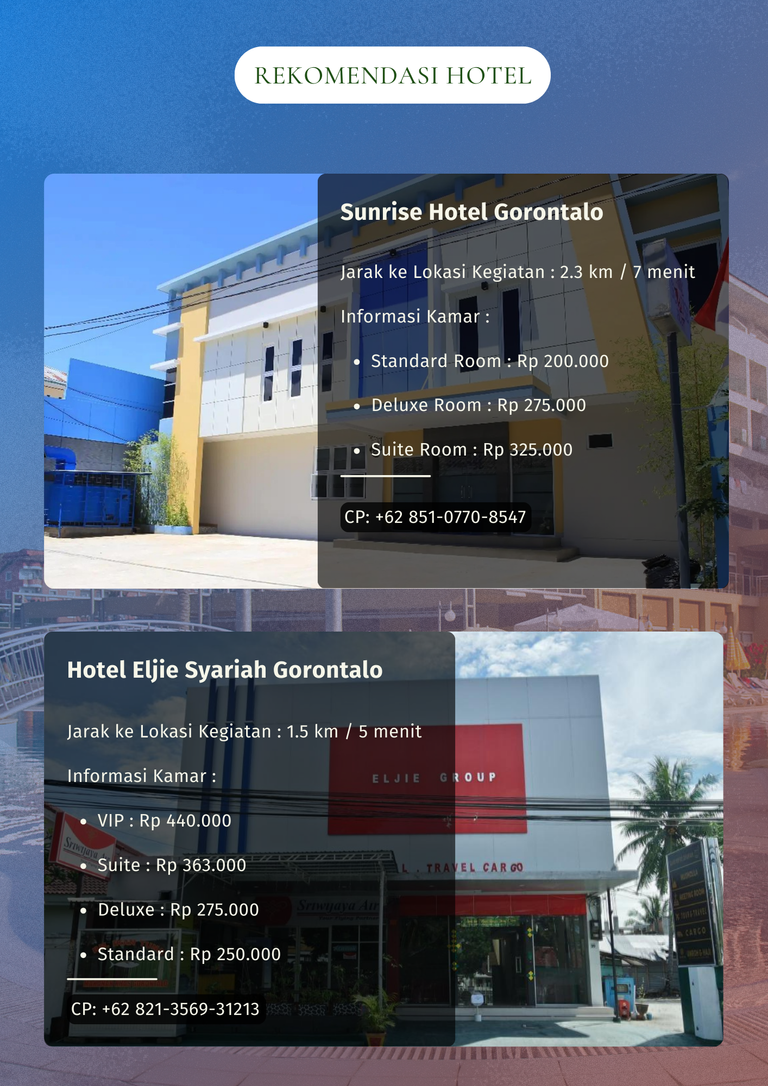 REKOMENDASI HOTEL
Sunrise Hotel Gorontalo
Jarak ke Lokasi Kegiatan : 2.3 km / 7 menit
Informasi Kamar :
• Standard Room : Rp 200.000
• Deluxe Room : Rp 275.000
• Suite Room : Rp 325.000
CP: +62 851-0770-8547
Hotel Eljie Syariah Gorontalo
Jarak ke Lokasi Kegiatan : 1.5 km / 5 menit
Informasi Kamar :
• VIP : Rp 440.000
• Suite : Rp 363.000
• Deluxe : Rp 275.000
• Standard : Rp 250.000
CP: +62 821-3569-31213
ELJIE GROUP
L . TRAVEL CARGO
Sriwijaya Air
Sriwijaya Air
CARGO